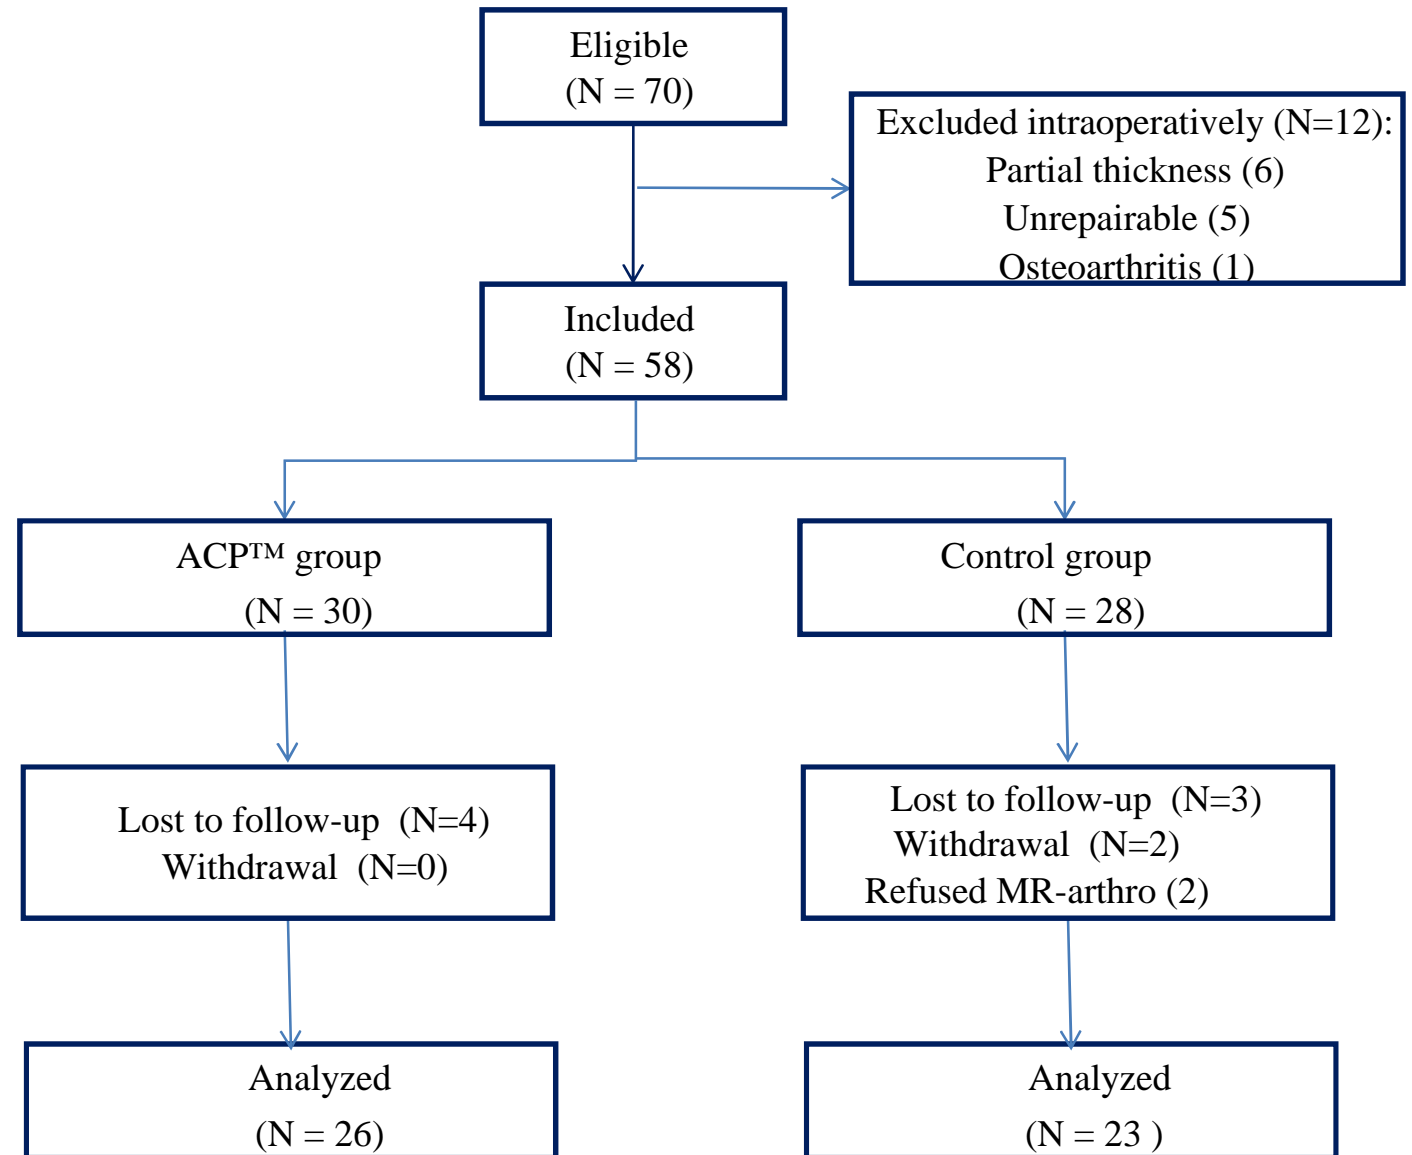 Eligible
(N = 70)
Excluded intraoperatively (N=12):
Partial thickness (6)
Unrepairable (5)
Osteoarthritis (1)
Included
(N = 58)
ACP™ group
(N = 30)
Control group
(N = 28)
Lost to follow-up (N=4)
Withdrawal (N=0)
Lost to follow-up (N=3)
Withdrawal (N=2)
Refused MR-arthro (2)
Analyzed
(N = 26)
Analyzed
(N = 23 )